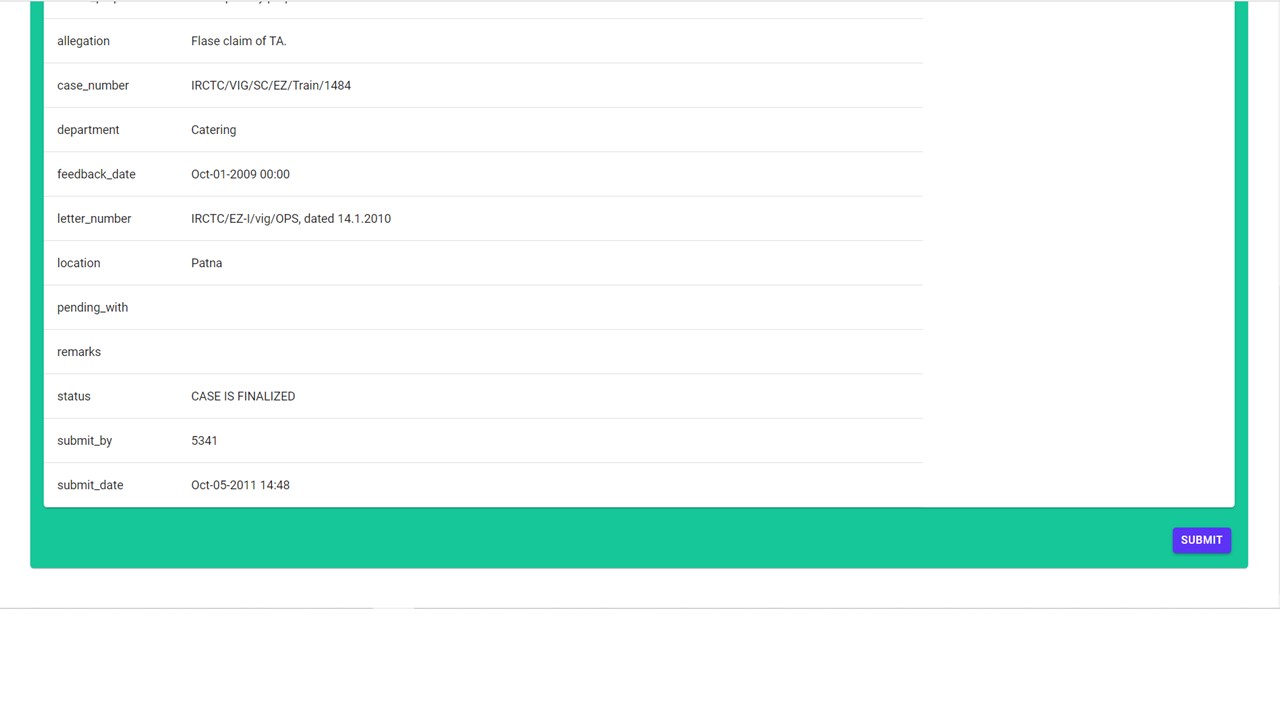 allegation Flase claim of TA.
case_number IRCTC/VIG/SC/EZ/Train/1484
department Catering
feedback_date Oct-01-2009 00:00
letter_number IRCTC/EZ-I/vig/OPS, dated 14.1.2010
location Patna
pending_with
remarks
status CASE IS FINALIZED
submit_by 5341
submit_date Oct-05-2011 14:48
SUBMIT